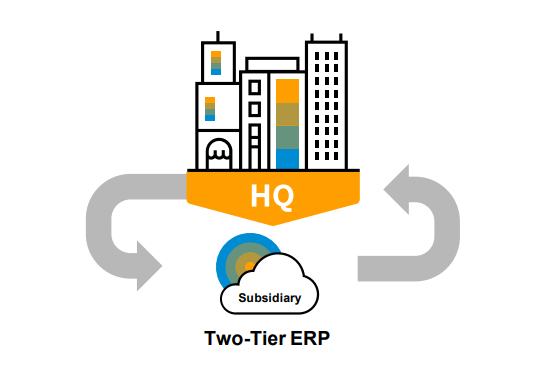 HQ
Subsidiary
Two-Tier ERP